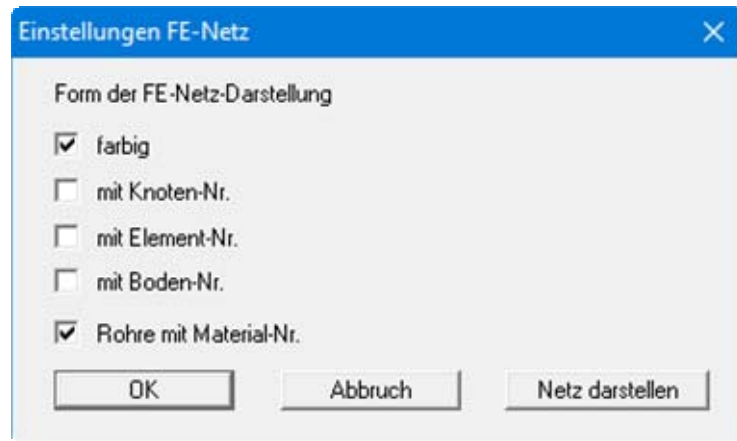 Einstellungen FE-Netz
Form der FE-Netz-Darstellung
farbig
mit Knoten-Nr.
mit Element-Nr.
mit Boden-Nr.
Rohre mit Material-Nr.
OK Abbruch Netz darstellen